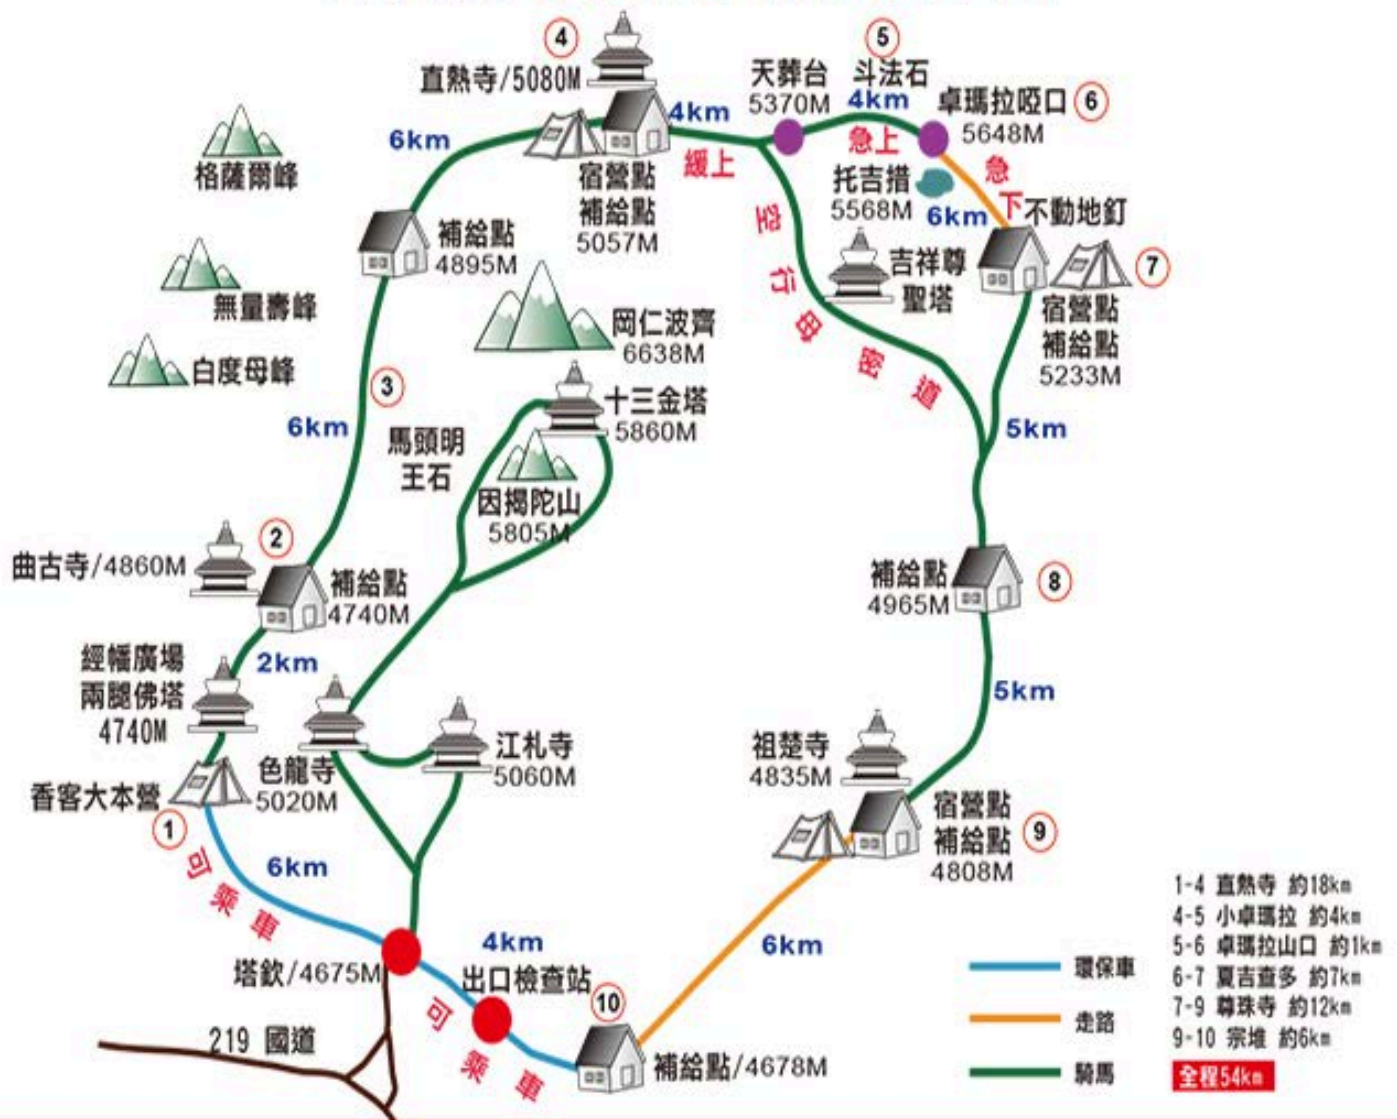 ④
直熱寺/5080M
6km
宿營點
補給點
5057M
4km
緩上
天葬台
5370M
⑤
斗法石
4km
急上
卓瑪拉啞口
⑥
5648M
急
下
托吉措
5568M
6km
不動地釘
⑦
宿營點
補給點
5233M
吉祥尊
聖塔
空行母密道
格薩爾峰
無量壽峰
白度母峰
補給點
4895M
岡仁波齊
6638M
③
6km
十三金塔
5860M
馬頭明
王石
因揭陀山
5805M
5km
②
曲古寺/4860M
補給點
4740M
補給點
4965M
⑧
經幡廣場
兩腿佛塔
4740M
2km
5km
香客大本營
①
色龍寺
5020M
江札寺
5060M
祖楚寺
4835M
宿營點
補給點
4808M
⑨
可乘車
6km
塔欽/4675M
4km
出口檢查站
可乘車
⑩
補給點/4678M
6km
219 國道
環保車
走路
騎馬
1-4 直熱寺 約18km
4-5 小卓瑪拉 約4km
5-6 卓瑪拉山口 約1km
6-7 夏吉查多 約7km
7-9 尊珠寺 約12km
9-10 宗堆 約6km
全程54km